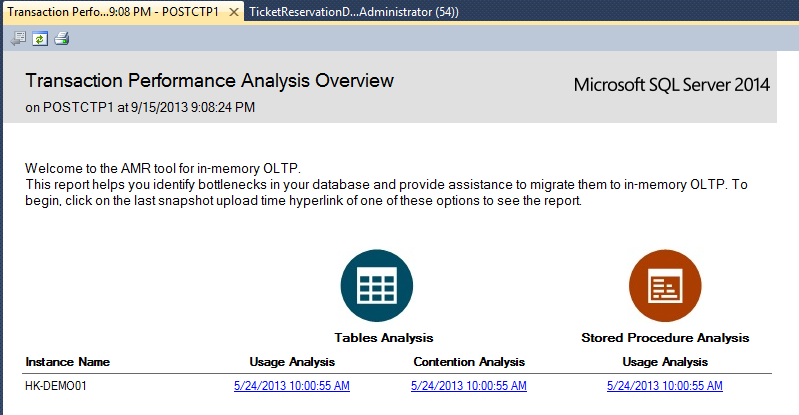 Transaction Perfo...9:08 PM - POSTCTP1 TicketReservationD...Administrator (54))
Transaction Performance Analysis Overview
Microsoft SQL Server 2014
on POSTCTP1 at 9/15/2013 9:08:24 PM
Welcome to the AMR tool for in-memory OLTP.
This report helps you identify bottlenecks in your database and provide assistance to migrate them to in-memory OLTP. To
begin, click on the last snapshot upload time hyperlink of one of these options to see the report.
Tables Analysis Stored Procedure Analysis
Instance Name Usage Analysis Contention Analysis Usage Analysis
HK-DEMO01 5/24/2013 10:00:55 AM 5/24/2013 10:00:55 AM 5/24/2013 10:00:55 AM